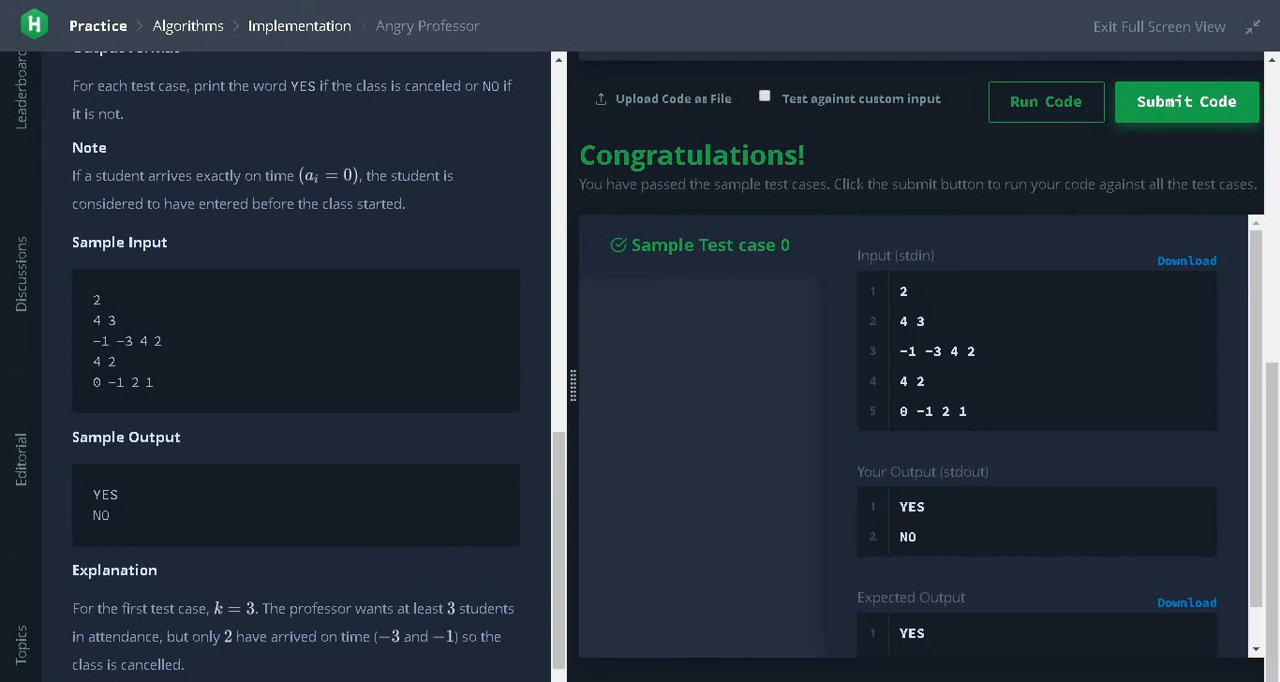 H Practice > Algorithms > Implementation > Angry Professor
Exit Full Screen View
Leaderboard
Discussions
Editorial
Topics
Output Format
For each test case, print the word YES if the class is canceled or NO if
it is not.
Note
If a student arrives exactly on time (aᵢ = 0), the student is
considered to have entered before the class started.
Sample Input
2
4 3
-1 -3 4 2
4 2
0 -1 2 1
Sample Output
YES
NO
Explanation
For the first test case, k = 3. The professor wants at least 3 students
in attendance, but only 2 have arrived on time (−3 and −1) so the
class is cancelled.
Upload Code as File
Test against custom input
Run Code
Submit Code
Congratulations!
You have passed the sample test cases. Click the submit button to run your code against all the test cases.
Sample Test case 0
Input (stdin)
Download
1 2
2 4 3
3 -1 -3 4 2
4 4 2
5 0 -1 2 1
Your Output (stdout)
1 YES
2 NO
Expected Output
Download
1 YES